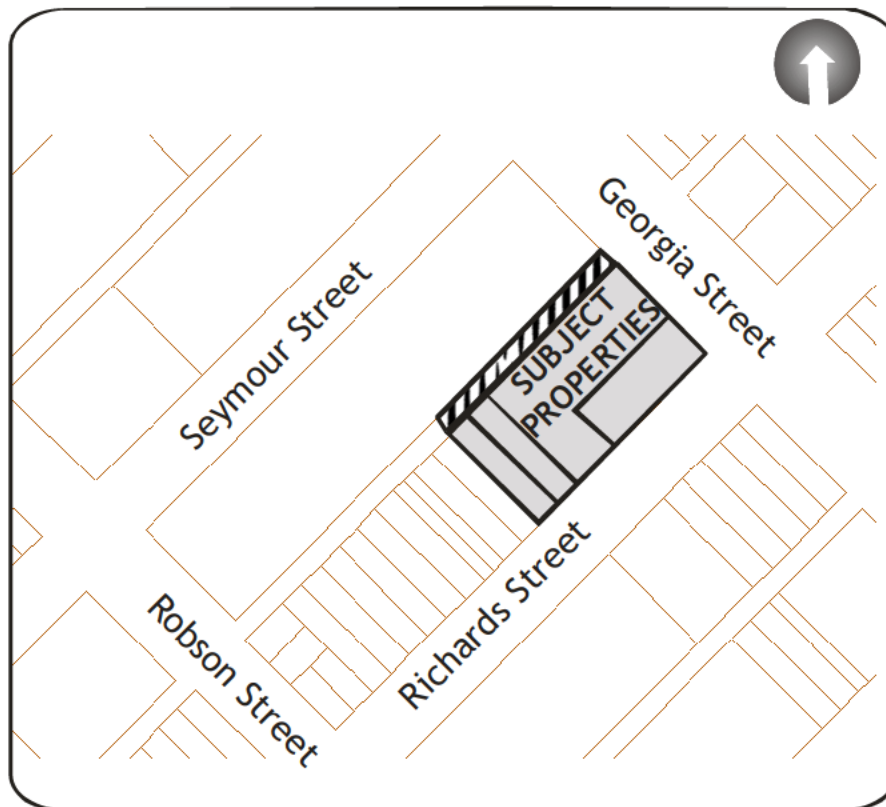 Georgia Street
Seymour Street
SUBJECT
PROPERTIES
Richards Street
Robson Street